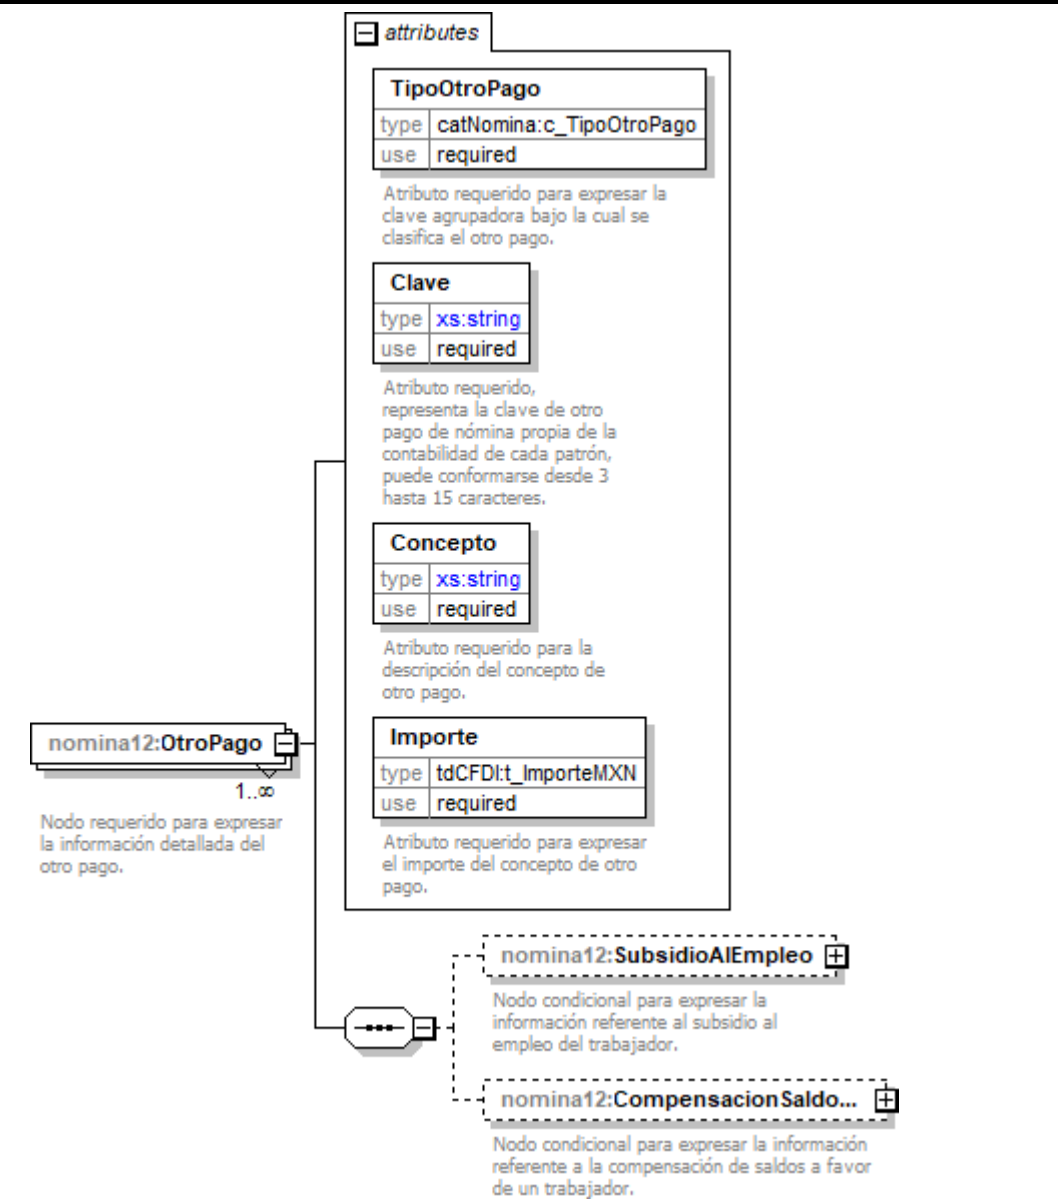 attributes
TipoOtroPago
type catNomina:c_TipoOtroPago
use required
Atributo requerido para expresar la
clave agrupadora bajo la cual se
clasifica el otro pago.
Clave
type xs:string
use required
Atributo requerido,
representa la clave de otro
pago de nómina propia de la
contabilidad de cada patrón,
puede conformarse desde 3
hasta 15 caracteres.
Concepto
type xs:string
use required
Atributo requerido para la
descripción del concepto de
otro pago.
Importe
type tdCFDI:t_ImporteMXN
use required
Atributo requerido para expresar
el importe del concepto de otro
pago.
nomina12:OtroPago
1..∞
Nodo requerido para expresar
la información detallada del
otro pago.
nomina12:SubsidioAlEmpleo
Nodo condicional para expresar la
información referente al subsidio al
empleo del trabajador.
nomina12:CompensacionSaldo...
Nodo condicional para expresar la información
referente a la compensación de saldos a favor
de un trabajador.